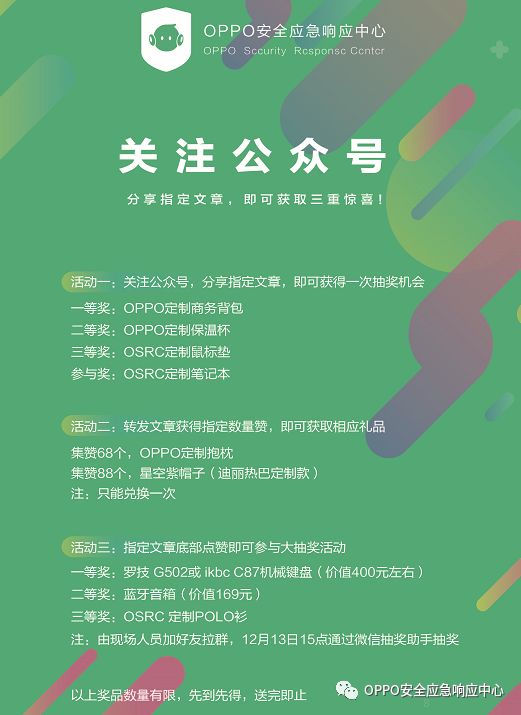 OPPO安全应急响应中心
OPPO Security Response Center
关注公众号
分享指定文章，即可获取三重惊喜！
活动一：关注公众号，分享指定文章，即可获得一次抽奖机会
一等奖：OPPO定制商务背包
二等奖：OPPO定制保温杯
三等奖：OSRC定制鼠标垫
参与奖：OSRC定制笔记本
活动二：转发文章获得指定数量赞，即可获取相应礼品
集赞68个，OPPO定制抱枕
集赞88个，星空紫帽子（迪丽热巴定制款）
注：只能兑换一次
活动三：指定文章底部点赞即可参与大抽奖活动
一等奖：罗技 G502或 ikbc C87机械键盘（价值400元左右）
二等奖：蓝牙音箱（价值169元）
三等奖：OSRC 定制POLO衫
注：由现场人员加好友拉群，12月13日15点通过微信抽奖助手抽奖
以上奖品数量有限，先到先得，送完即止
OPPO安全应急响应中心